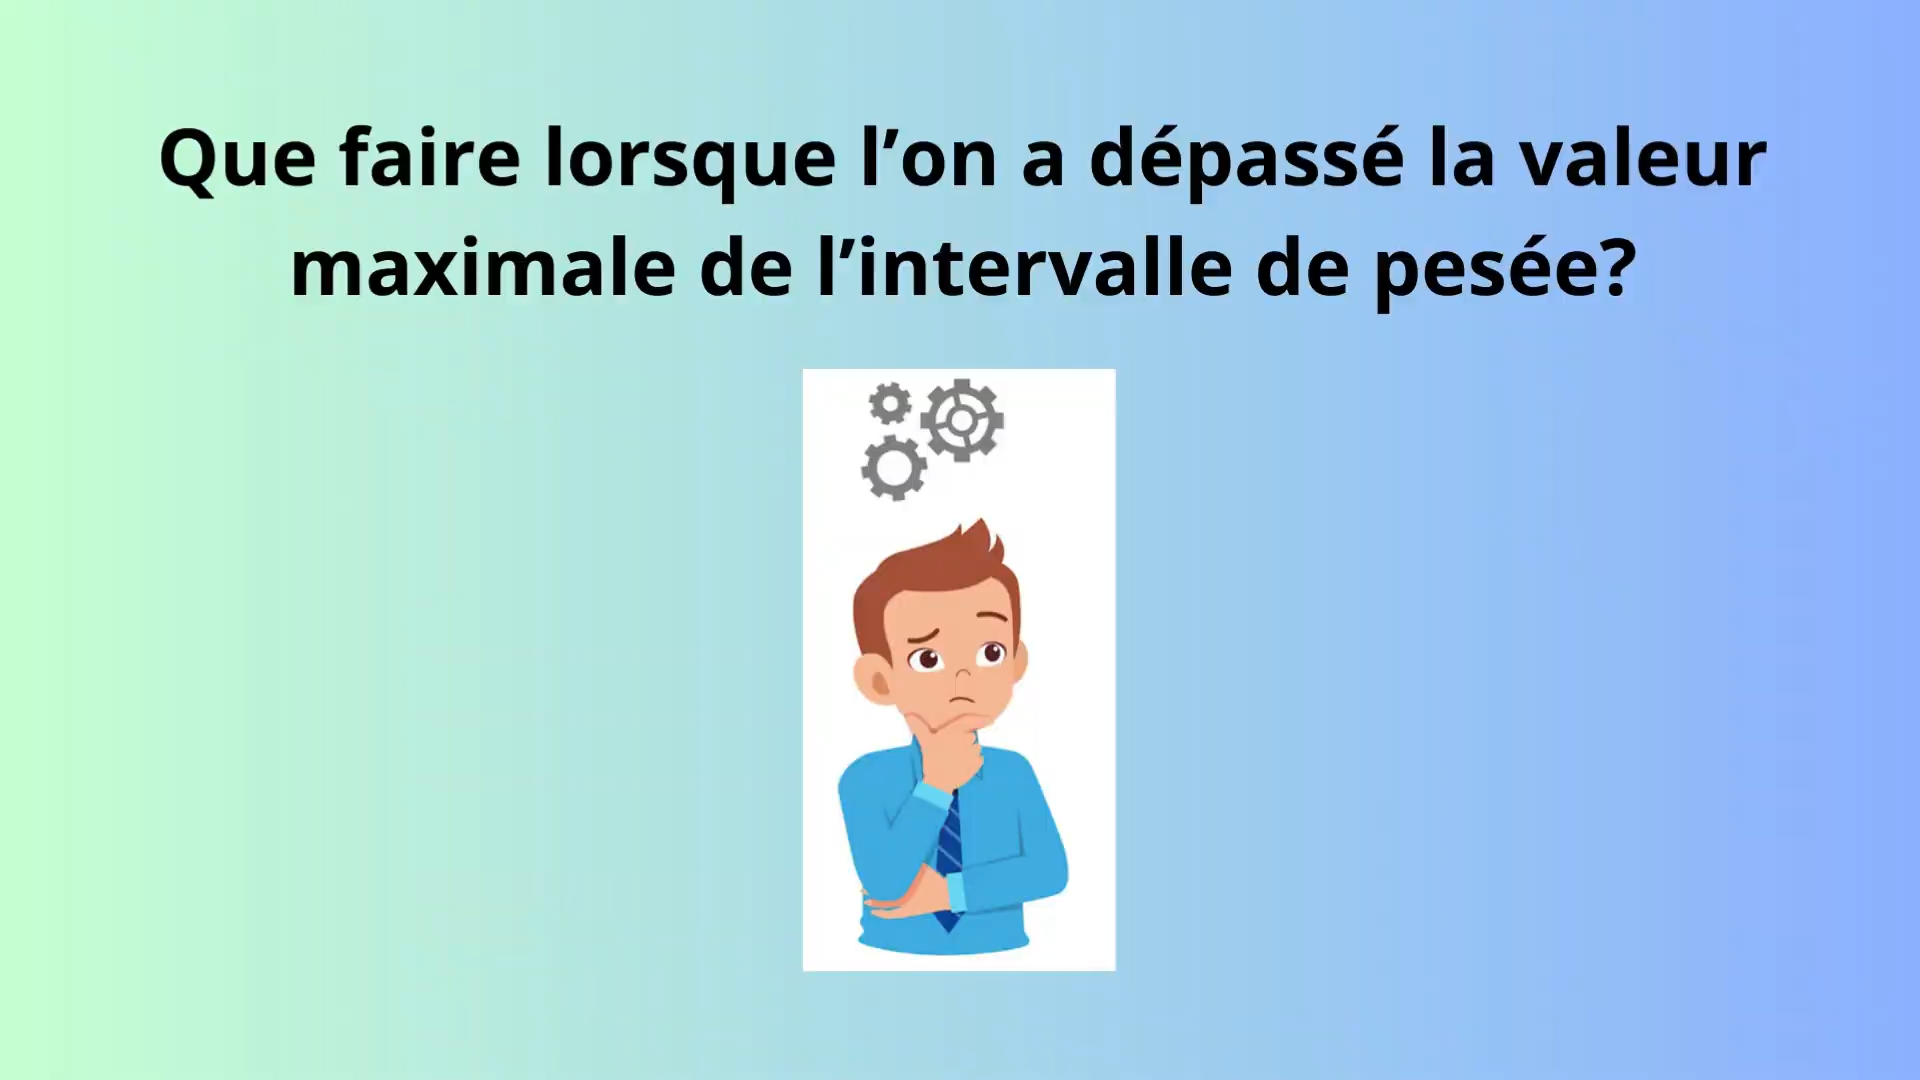 Que faire lorsque l’on a dépassé la valeur
maximale de l’intervalle de pesée?